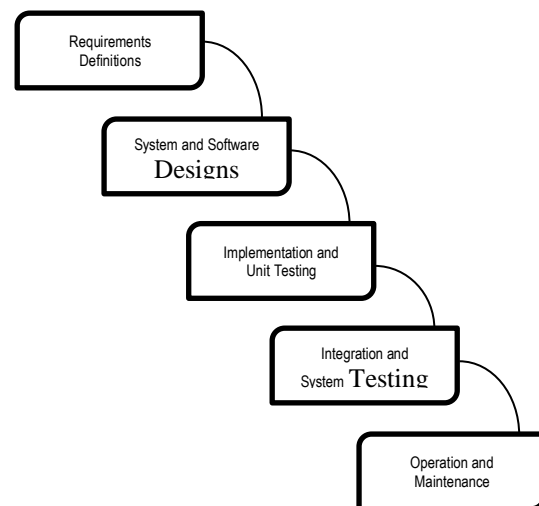 Requirements
Definitions
System and Software
Designs
Implementation and
Unit Testing
Integration and
System Testing
Operation and
Maintenance